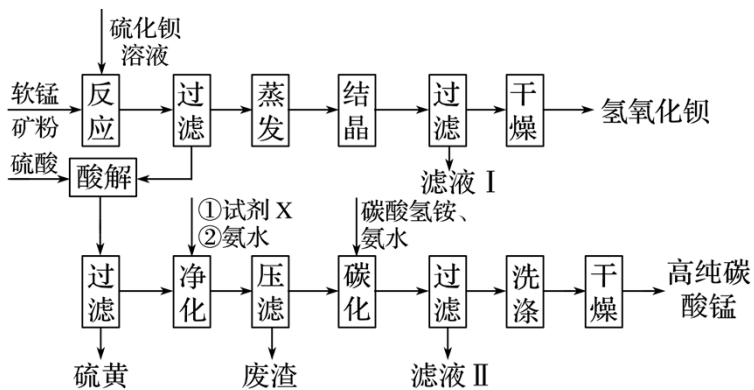 硫化钡
溶液
软锰
矿粉
反应
过滤
蒸发
结晶
过滤
干燥
氢氧化钡
硫酸
酸解
滤液Ⅰ
①试剂X
②氨水
碳酸氢铵、
氨水
过滤
净化
压滤
碳化
过滤
洗涤
干燥
高纯碳
酸锰
硫黄
废渣
滤液Ⅱ